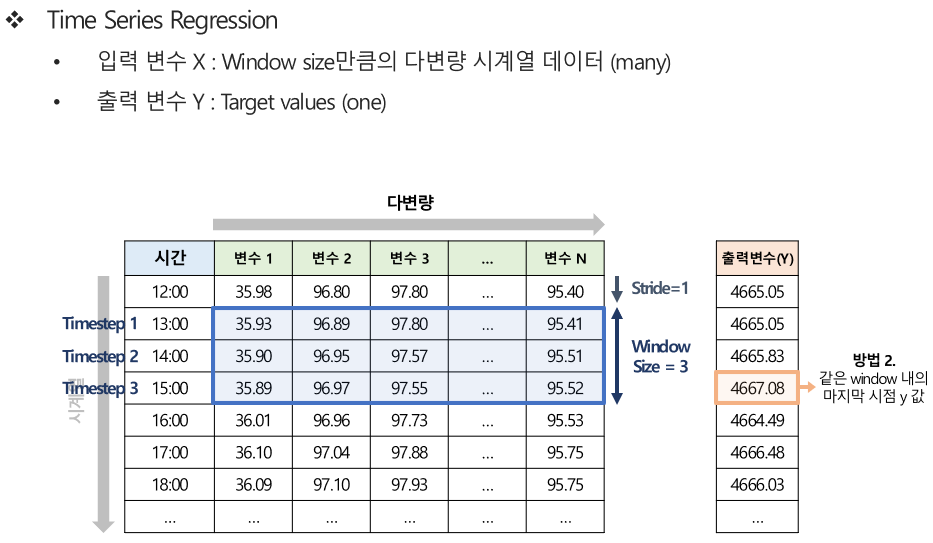 ❖ Time Series Regression
• 입력 변수 X : Window size만큼의 다변량 시계열 데이터 (many)
• 출력 변수 Y : Target values (one)
다변량
시간 변수 1 변수 2 변수 3 ... 변수 N 출력변수(Y)
12:00 35.98 96.80 97.80 ... 95.40 Stride=1 4665.05
Timestep 1 13:00 35.93 96.89 97.80 ... 95.41 4665.05
Timestep 2 14:00 35.90 96.95 97.57 ... 95.51 4665.83
Window
Size = 3
Timestep 3 15:00 35.89 96.97 97.55 ... 95.52 4667.08
방법 2.
같은 window 내의
마지막 시점 y 값
시계열
16:00 36.01 96.96 97.73 ... 95.53 4664.49
17:00 36.10 97.04 97.88 ... 95.75 4666.48
18:00 36.09 97.10 97.93 ... 95.75 4666.03
... ... ... ... ... ... ...